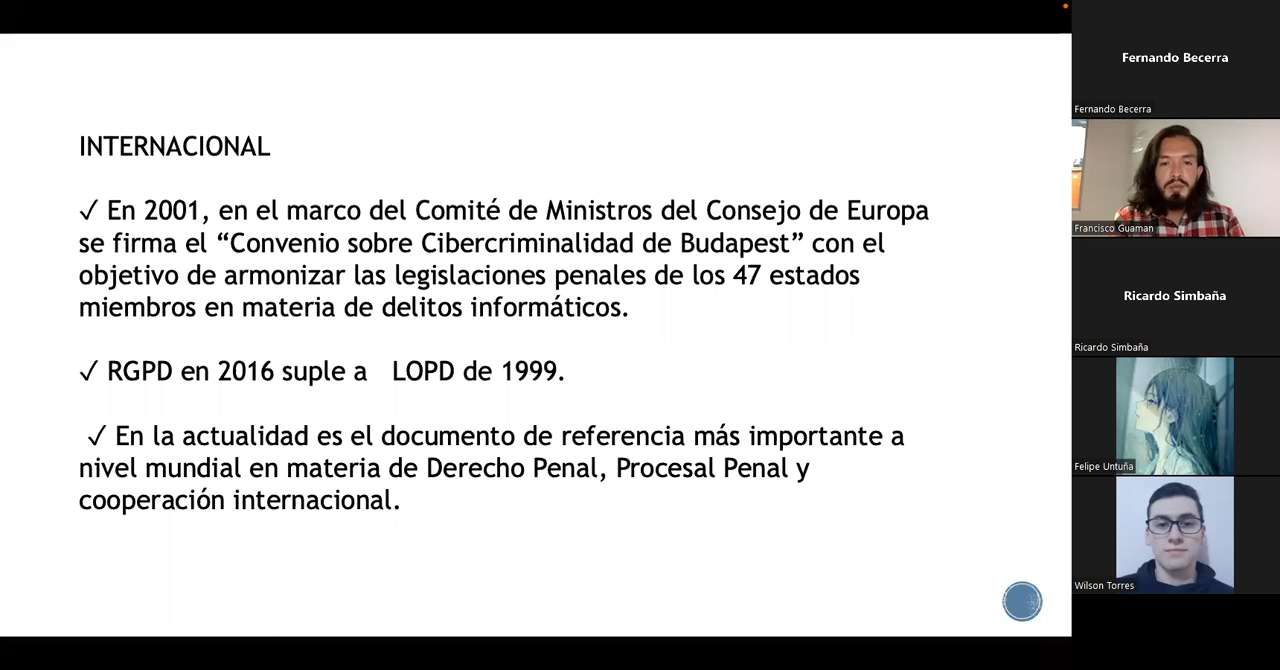 INTERNACIONAL
✓ En 2001, en el marco del Comité de Ministros del Consejo de Europa
se firma el “Convenio sobre Cibercriminalidad de Budapest” con el
objetivo de armonizar las legislaciones penales de los 47 estados
miembros en materia de delitos informáticos.
✓ RGPD en 2016 suple a LOPD de 1999.
✓ En la actualidad es el documento de referencia más importante a
nivel mundial en materia de Derecho Penal, Procesal Penal y
cooperación internacional.
Fernando Becerra
Fernando Becerra
Francisco Guaman
Ricardo Simbaña
Ricardo Simbaña
Felipe Untuña
Wilson Torres